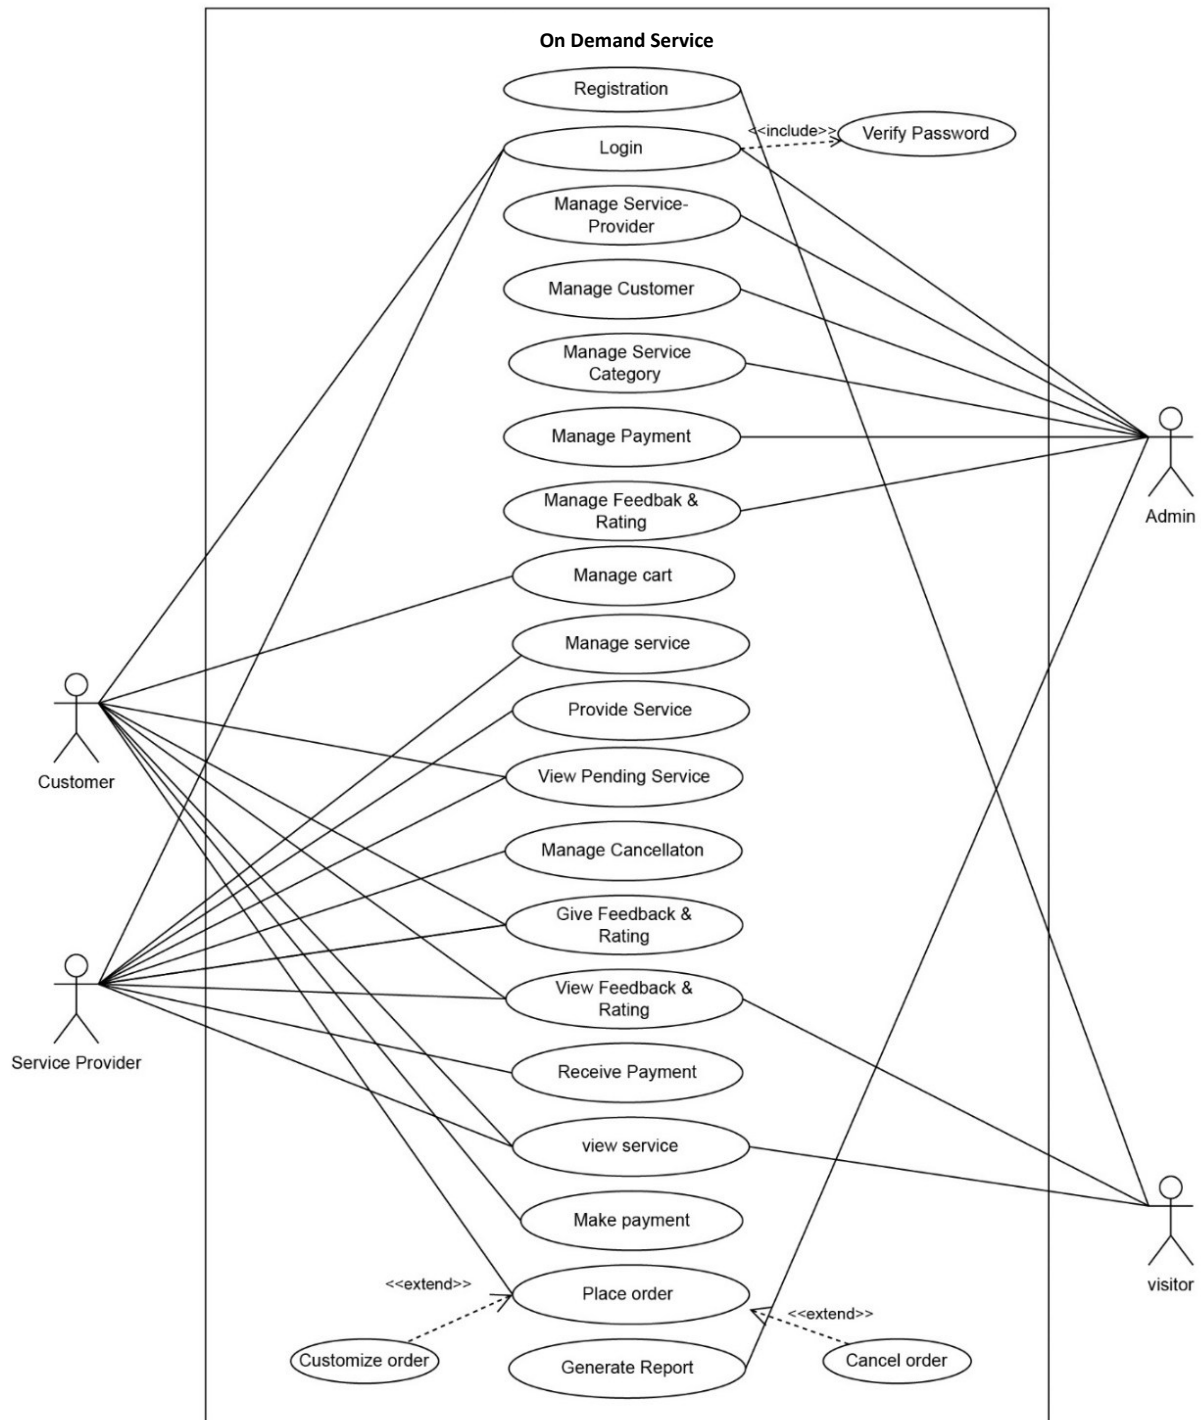 On Demand Service
Registration
<<include>>
Verify Password
Login
Manage Service-
Provider
Manage Customer
Manage Service
Category
Manage Payment
Admin
Manage Feedbak &
Rating
Manage cart
Manage service
Provide Service
Customer
View Pending Service
Manage Cancellaton
Give Feedback &
Rating
View Feedback &
Rating
Service Provider
Receive Payment
view service
Make payment
visitor
<<extend>>
Place order
<<extend>>
Customize order
Generate Report
Cancel order